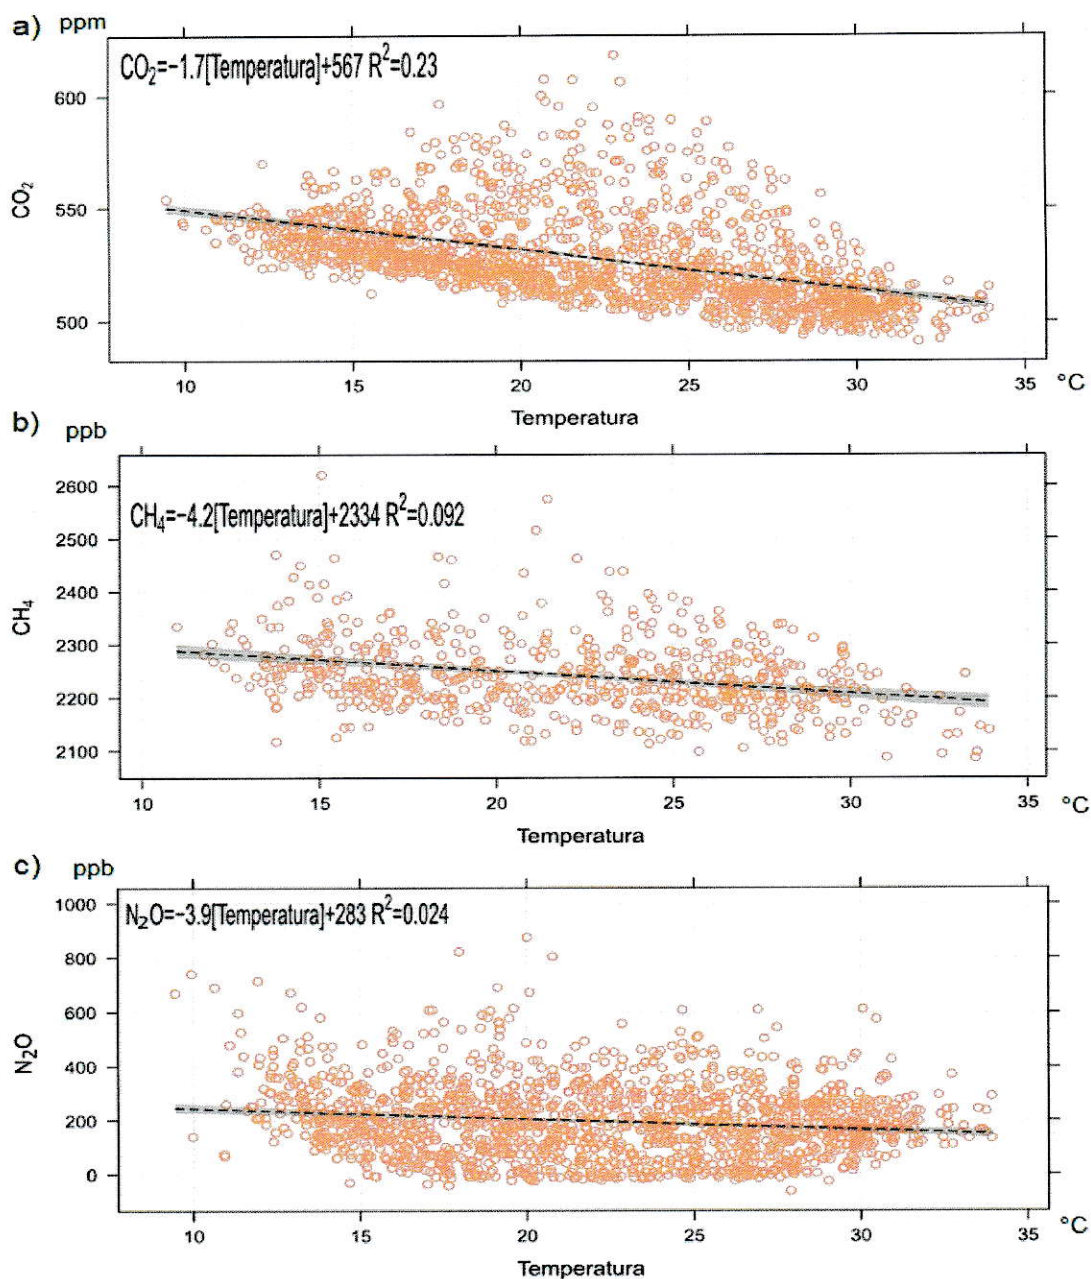 a) ppm
CO₂=−1.7[Temperatura]+567 R²=0.23
600
550
500
CO₂
10 15 20 25 30 35 °C
Temperatura
b) ppb
CH₄=−4.2[Temperatura]+2334 R²=0.092
2600
2500
2400
2300
2200
2100
CH₄
10 15 20 25 30 35 °C
Temperatura
c) ppb
N₂O=−3.9[Temperatura]+283 R²=0.024
1000
800
600
400
200
0
N₂O
10 15 20 25 30 35 °C
Temperatura